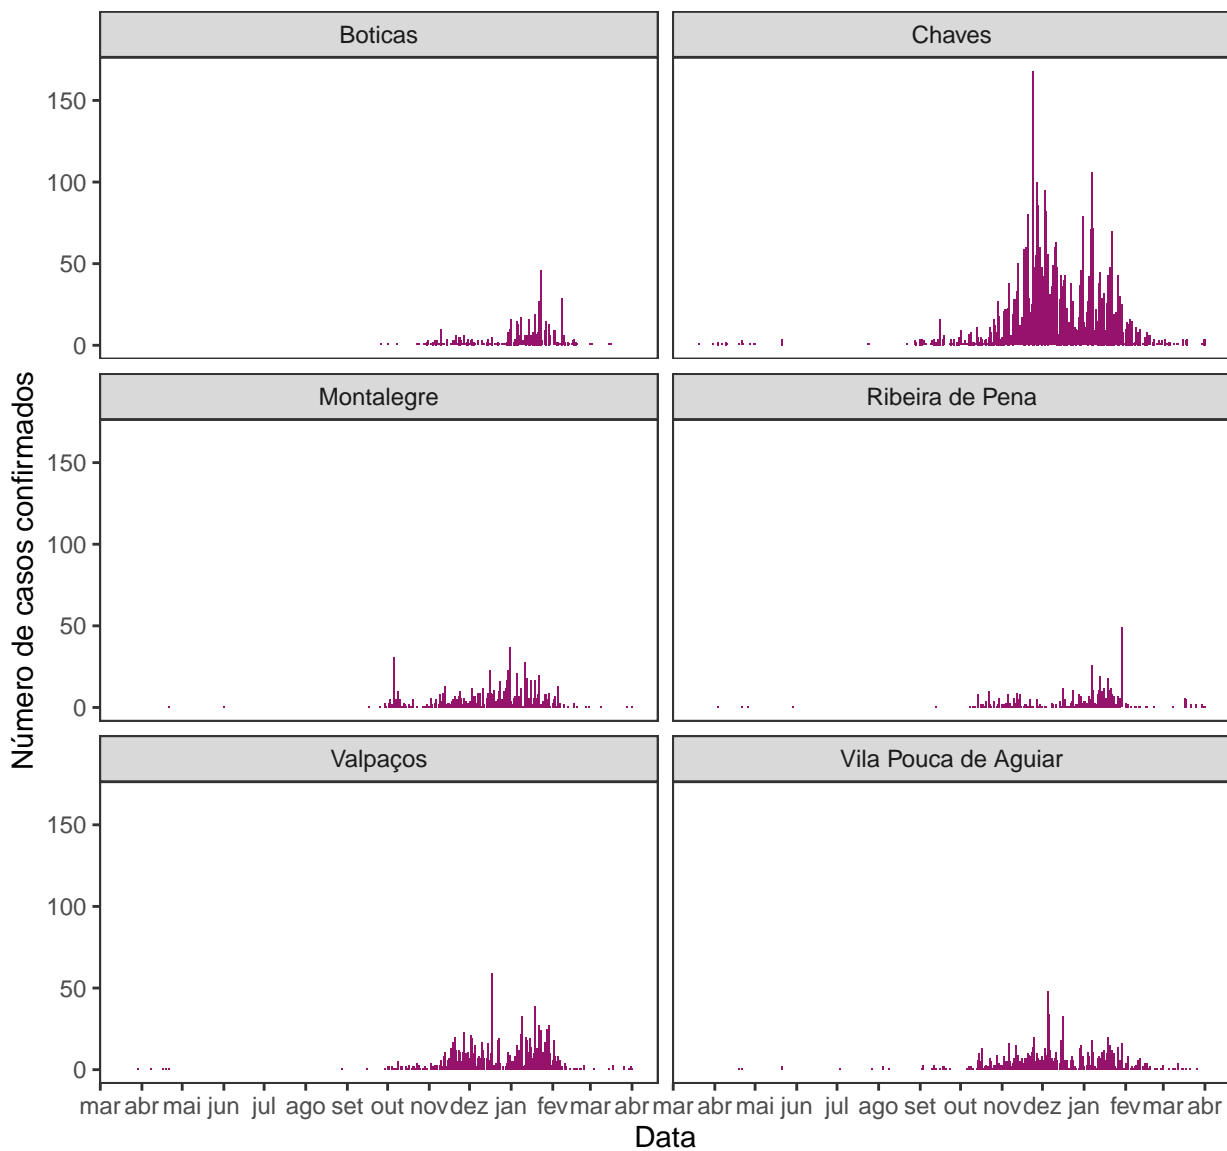 Boticas
Chaves
150
100
50
0
Montalegre
Ribeira de Pena
150
100
50
0
Número de casos confirmados
Valpaços
Vila Pouca de Aguiar
150
100
50
0
mar abr mai jun jul ago set out nov dez jan fev mar abr
mar abr mai jun jul ago set out nov dez jan fev mar abr
Data